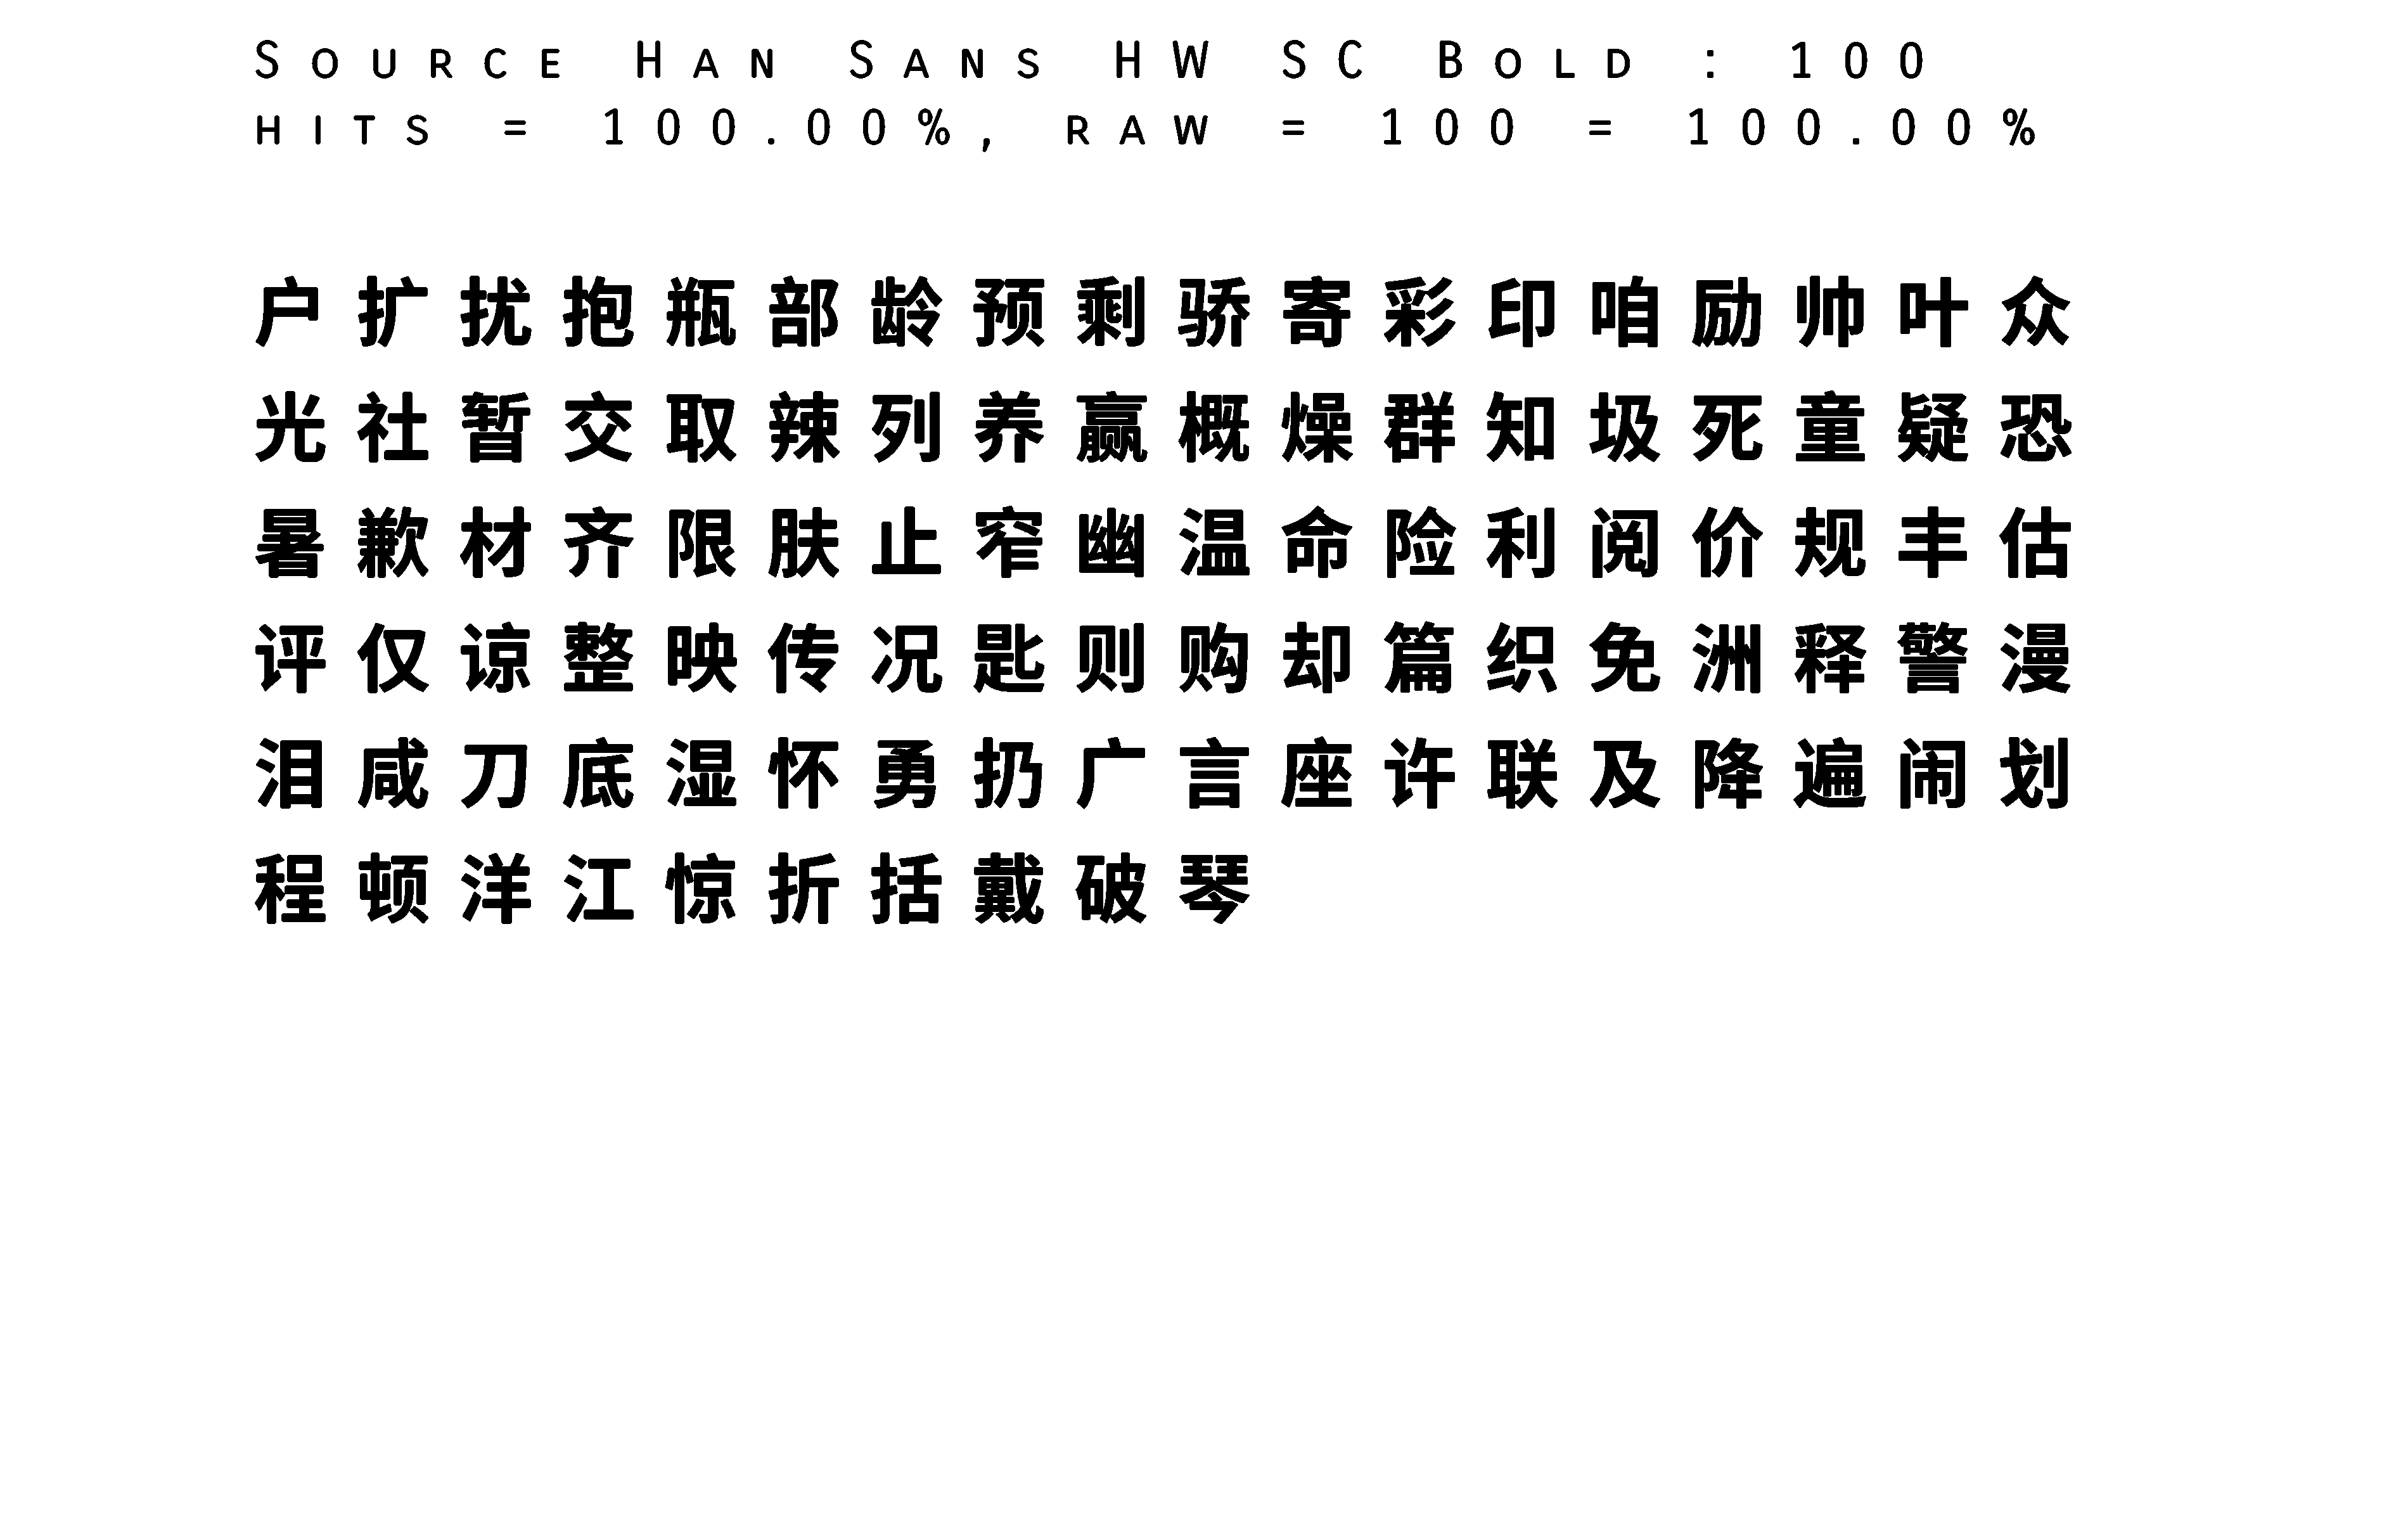 Source Han Sans HW SC Bold : 100
hits = 100.00%, raw = 100 = 100.00%
户扩扰抱瓶部龄预剩骄寄彩印咱励帅叶众
光社暂交取辣列养赢概燥群知圾死童疑恐
暑歉材齐限肤止窄幽温命险利阅价规丰估
评仅谅整映传况匙则购却篇织免洲释警漫
泪咸刀底湿怀勇扔广言座许联及降遍闹划
程顿洋江惊折括戴破琴